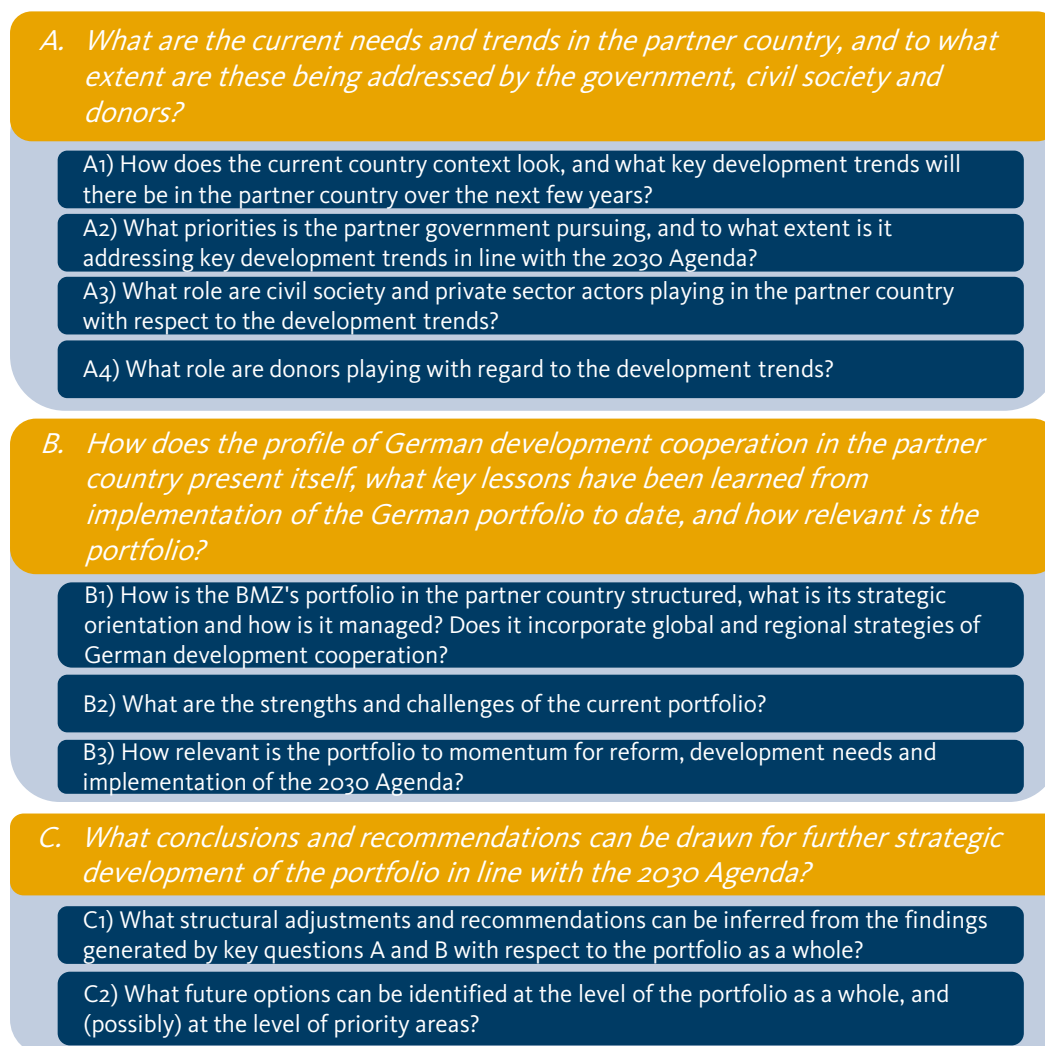 A. What are the current needs and trends in the partner country, and to what
extent are these being addressed by the government, civil society and
donors?
A1) How does the current country context look, and what key development trends will
there be in the partner country over the next few years?
A2) What priorities is the partner government pursuing, and to what extent is it
addressing key development trends in line with the 2030 Agenda?
A3) What role are civil society and private sector actors playing in the partner country
with respect to the development trends?
A4) What role are donors playing with regard to the development trends?
B. How does the profile of German development cooperation in the partner
country present itself, what key lessons have been learned from
implementation of the German portfolio to date, and how relevant is the
portfolio?
B1) How is the BMZ's portfolio in the partner country structured, what is its strategic
orientation and how is it managed? Does it incorporate global and regional strategies of
German development cooperation?
B2) What are the strengths and challenges of the current portfolio?
B3) How relevant is the portfolio to momentum for reform, development needs and
implementation of the 2030 Agenda?
C. What conclusions and recommendations can be drawn for further strategic
development of the portfolio in line with the 2030 Agenda?
C1) What structural adjustments and recommendations can be inferred from the findings
generated by key questions A and B with respect to the portfolio as a whole?
C2) What future options can be identified at the level of the portfolio as a whole, and
(possibly) at the level of priority areas?